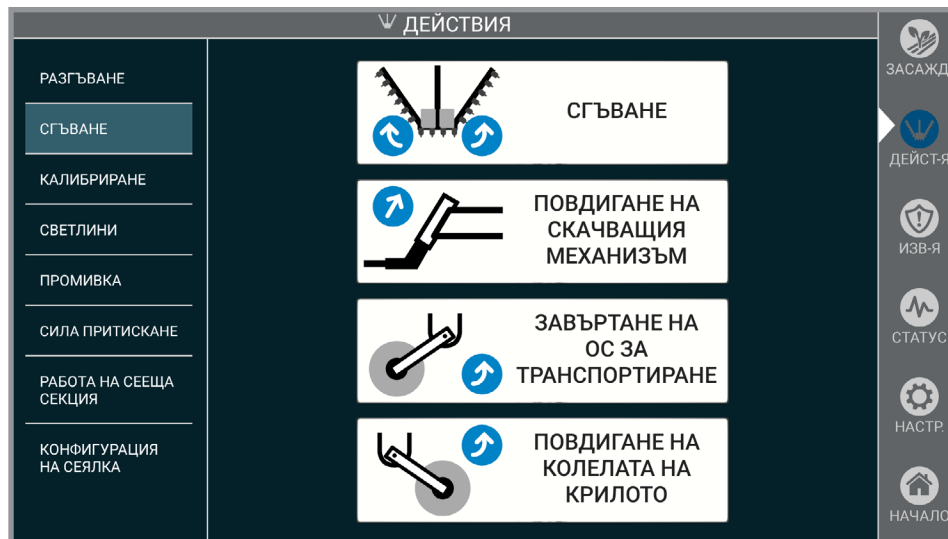 ДЕЙСТВИЯ
РАЗГЪВАНЕ
СГЪВАНЕ
КАЛИБРИРАНЕ
СВЕТЛИНИ
ПРОМИВКА
СИЛА ПРИТИСКАНЕ
РАБОТА НА СЕЕЩА
СЕКЦИЯ
КОНФИГУРАЦИЯ
НА СЕЯЛКА
СГЪВАНЕ
ПОВДИГАНЕ НА
СКАЧВАЩИЯ
МЕХАНИЗЪМ
ЗАВЪРТАНЕ НА
ОС ЗА
ТРАНСПОРТИРАНЕ
ПОВДИГАНЕ НА
КОЛЕЛАТА НА
КРИЛОТО
ЗАСАЖД
ДЕЙСТ-Я
ИЗВ-Я
СТАТУС
НАСТР.
НАЧАЛО